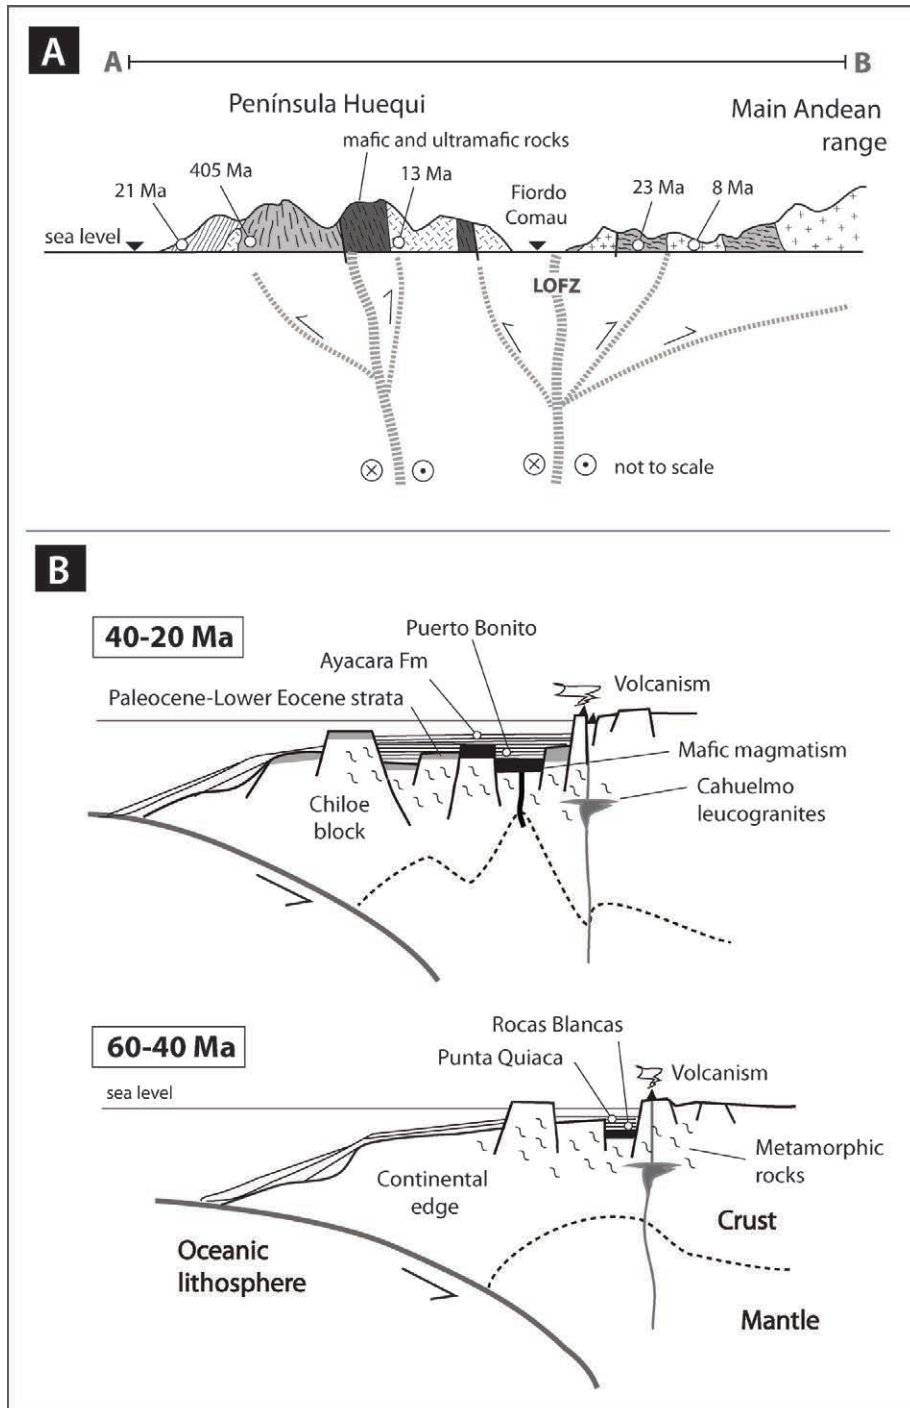 A
A
B
Península Huequi
Main Andean
range
mafic and ultramafic rocks
405 Ma
13 Ma
21 Ma
Fiordo
Comau
23 Ma
8 Ma
sea level
LOFZ
not to scale
B
40-20 Ma
Puerto Bonito
Ayacara Fm
Volcanism
Paleocene-Lower Eocene strata
Mafic magmatism
Cahuelmo
leucogranites
Chiloe
block
60-40 Ma
Rocas Blancas
Punta Quiaca
Volcanism
sea level
Metamorphic
rocks
Continental
edge
Crust
Oceanic
lithosphere
Mantle